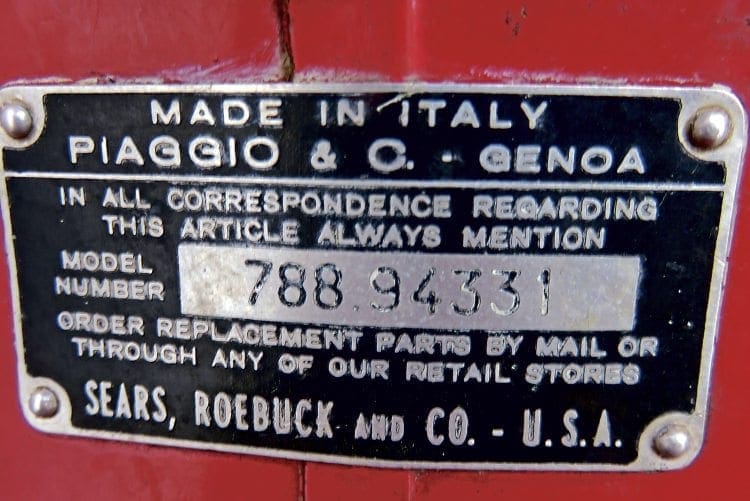 MADE IN ITALY
PIAGGIO & C. - GENOA
IN ALL CORRESPONDENCE REGARDING
THIS ARTICLE ALWAYS MENTION
MODEL
NUMBER 788.94331
ORDER REPLACEMENT PARTS BY MAIL OR
THROUGH ANY OF OUR RETAIL STORES
SEARS, ROEBUCK AND CO. - U.S.A.